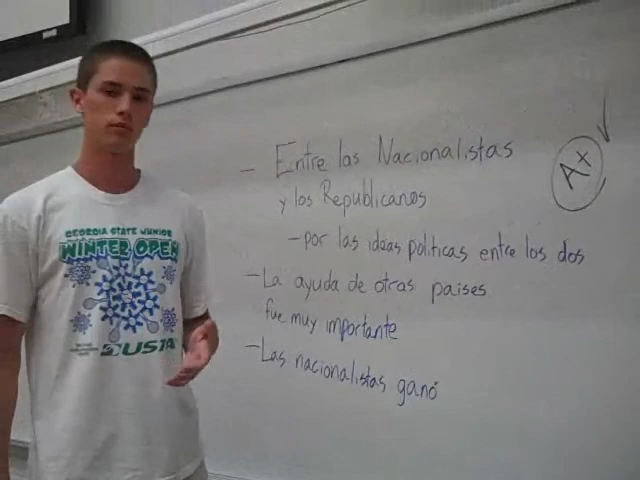 - Entre las Nacionalistas
y los Republicanos
- por las ideas politicas entre los dos
- La ayuda de otras paises
fue muy importante
- Las nacionalistas ganó
A+
GEORGIA STATE JUNIOR
WINTER OPEN
USTA